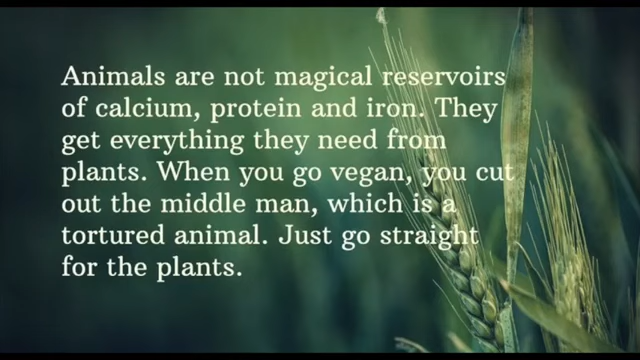 Animals are not magical reservoirs
of calcium, protein and iron. They
get everything they need from
plants. When you go vegan, you cut
out the middle man, which is a
tortured animal. Just go straight
for the plants.